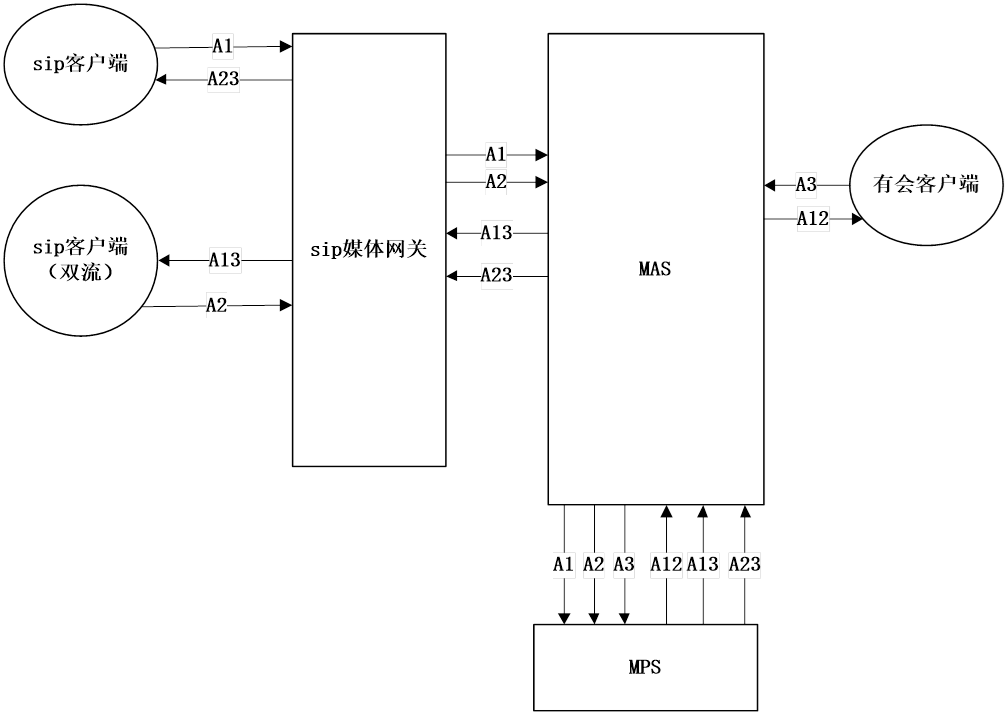 sip客户端
A1
A23
sip客户端
（双流）
A13
A2
sip媒体网关
A1
A2
A13
A23
MAS
A3
A12
有会客户端
A1
A2
A3
A12
A13
A23
MPS